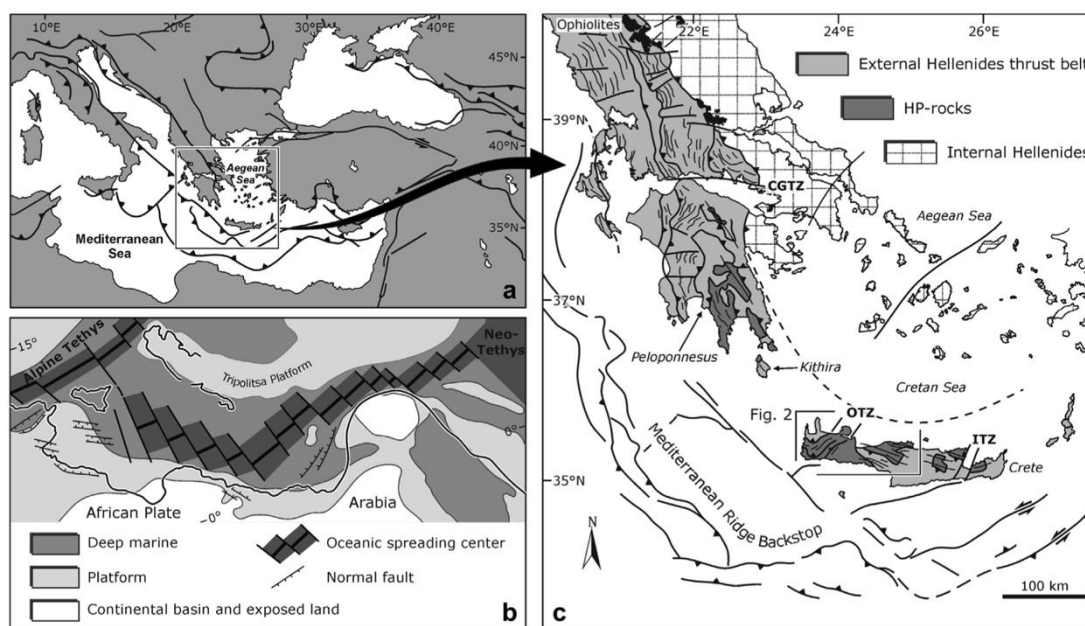 10°E
20°E
30°E
40°E
45°N
40°N
35°N
Aegean
Sea
Mediterranean
Sea
a
15°
Alpine Tethys
Neo-
Tethys
Tripolitsa Platform
0°
African Plate
-0°
Arabia
Deep marine
Oceanic spreading center
Platform
Normal fault
Continental basin and exposed land
b
Ophiolites
22°E
26°E
External Hellenides thrust belt
HP-rocks
Internal Hellenides
39°N
CGTZ
Aegean Sea
37°N
Peloponnesus
Kithira
Cretan Sea
Fig. 2
OTZ
ITZ
Crete
35°N
Mediterranean Ridge Backstop
N
100 km
c